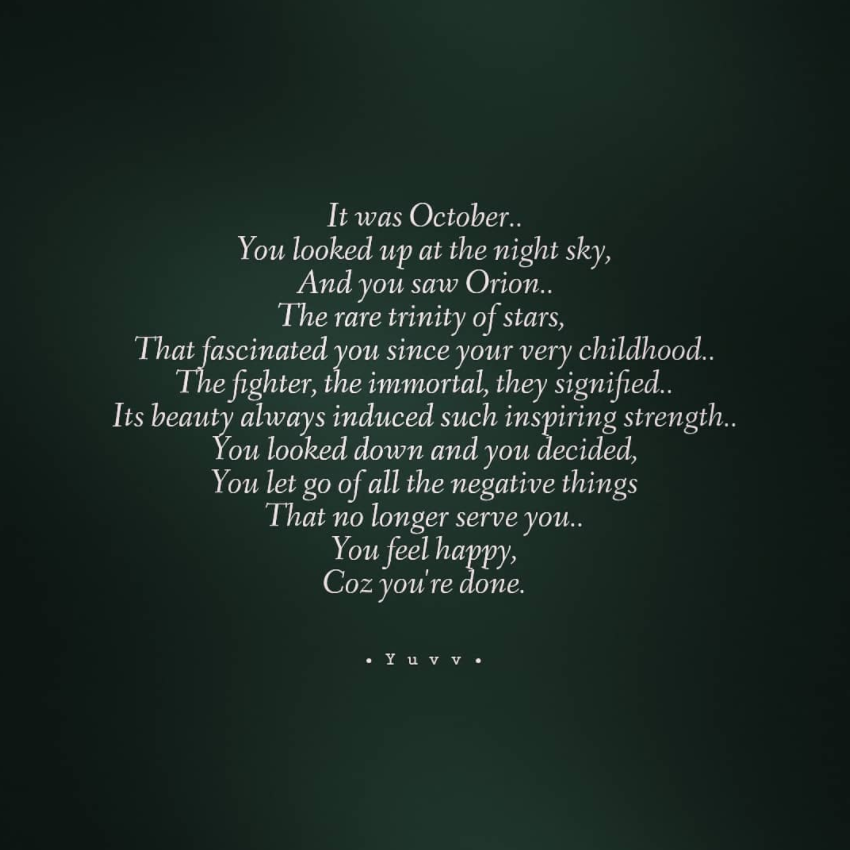 It was October..
You looked up at the night sky,
And you saw Orion..
The rare trinity of stars,
That fascinated you since your very childhood..
The fighter, the immortal, they signified..
Its beauty always induced such inspiring strength..
You looked down and you decided,
You let go of all the negative things
That no longer serve you..
You feel happy,
Coz you're done.
• Y u v v •